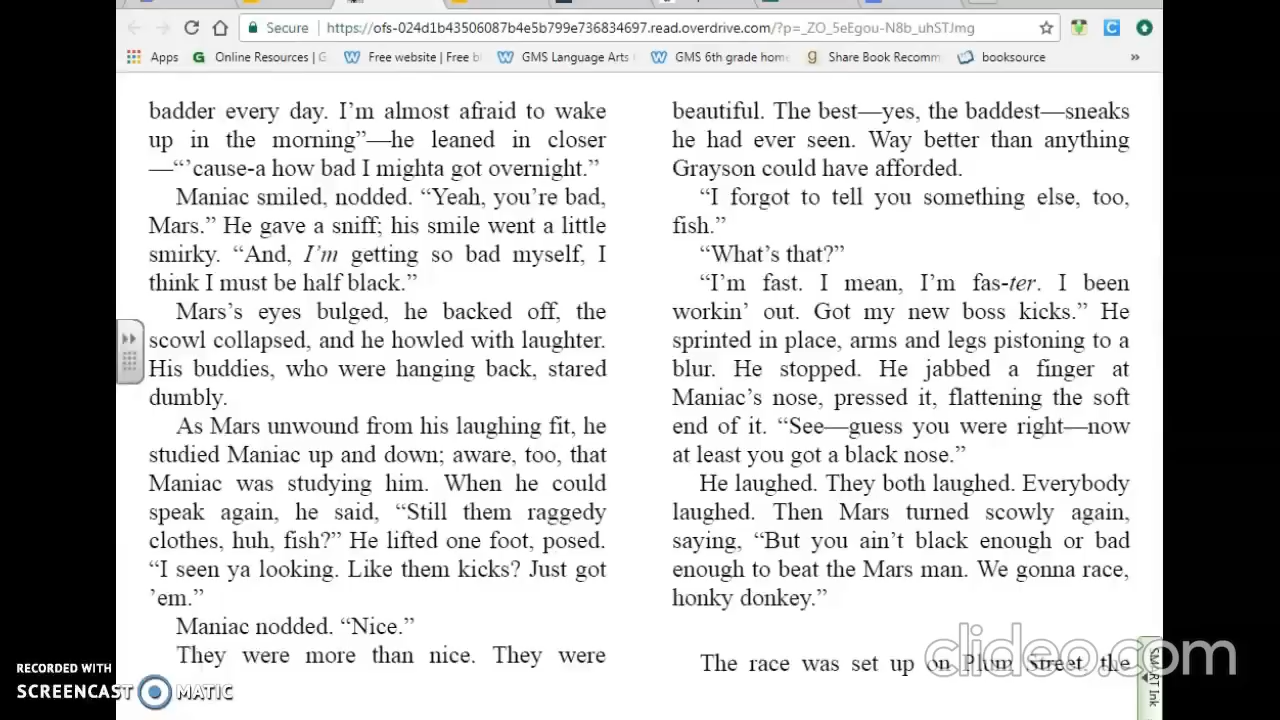 Secure
https://ofs-024d1b43506087b4e5b799e736834697.read.overdrive.com/?p=_ZO_5eEgou-N8b_uhSTJmg
Apps
Online Resources | G
Free website | Free b
GMS Language Arts
GMS 6th grade hom
Share Book Recomm
booksource
»
badder every day. I’m almost afraid to wake
up in the morning”—he leaned in closer
—“’cause-a how bad I mighta got overnight.”
Maniac smiled, nodded. “Yeah, you’re bad,
Mars.” He gave a sniff; his smile went a little
smirky. “And, I’m getting so bad myself, I
think I must be half black.”
Mars’s eyes bulged, he backed off, the
scowl collapsed, and he howled with laughter.
His buddies, who were hanging back, stared
dumbly.
As Mars unwound from his laughing fit, he
studied Maniac up and down; aware, too, that
Maniac was studying him. When he could
speak again, he said, “Still them raggedy
clothes, huh, fish?” He lifted one foot, posed.
“I seen ya looking. Like them kicks? Just got
’em.”
Maniac nodded. “Nice.”
They were more than nice. They were
beautiful. The best—yes, the baddest—sneaks
he had ever seen. Way better than anything
Grayson could have afforded.
“I forgot to tell you something else, too,
fish.”
“What’s that?”
“I’m fast. I mean, I’m fas-ter. I been
workin’ out. Got my new boss kicks.” He
sprinted in place, arms and legs pistoning to a
blur. He stopped. He jabbed a finger at
Maniac’s nose, pressed it, flattening the soft
end of it. “See—guess you were right—now
at least you got a black nose.”
He laughed. They both laughed. Everybody
laughed. Then Mars turned scowly again,
saying, “But you ain’t black enough or bad
enough to beat the Mars man. We gonna race,
honky donkey.”
The race was set up on Plum Street, the
SMART Ink
RECORDED WITH
SCREENCAST MATIC
clideo.com